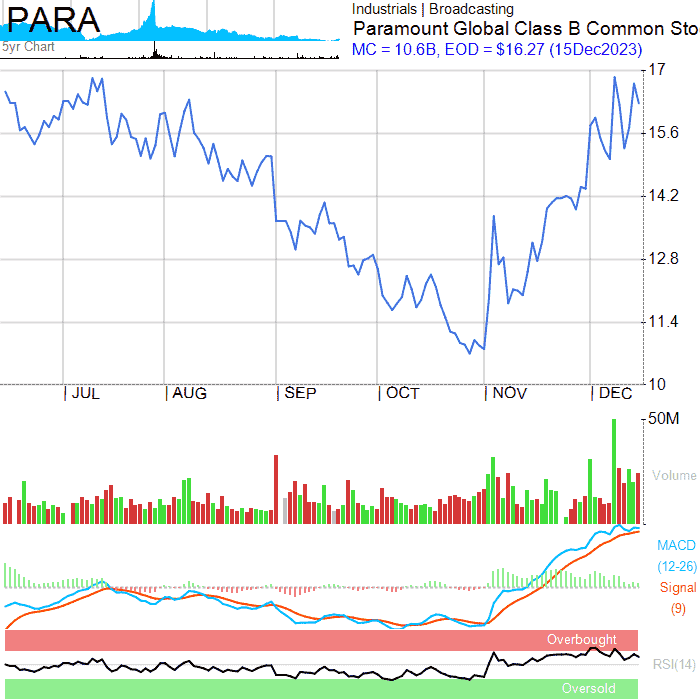 PARA
5yr Chart
Industrials | Broadcasting
Paramount Global Class B Common Sto
MC = 10.6B, EOD = $16.27 (15Dec2023)
17
15.6
14.2
12.8
11.4
10
JUL AUG SEP OCT NOV DEC
50M
Volume
MACD
(12-26)
Signal
(9)
Overbought
RSI(14)
Oversold